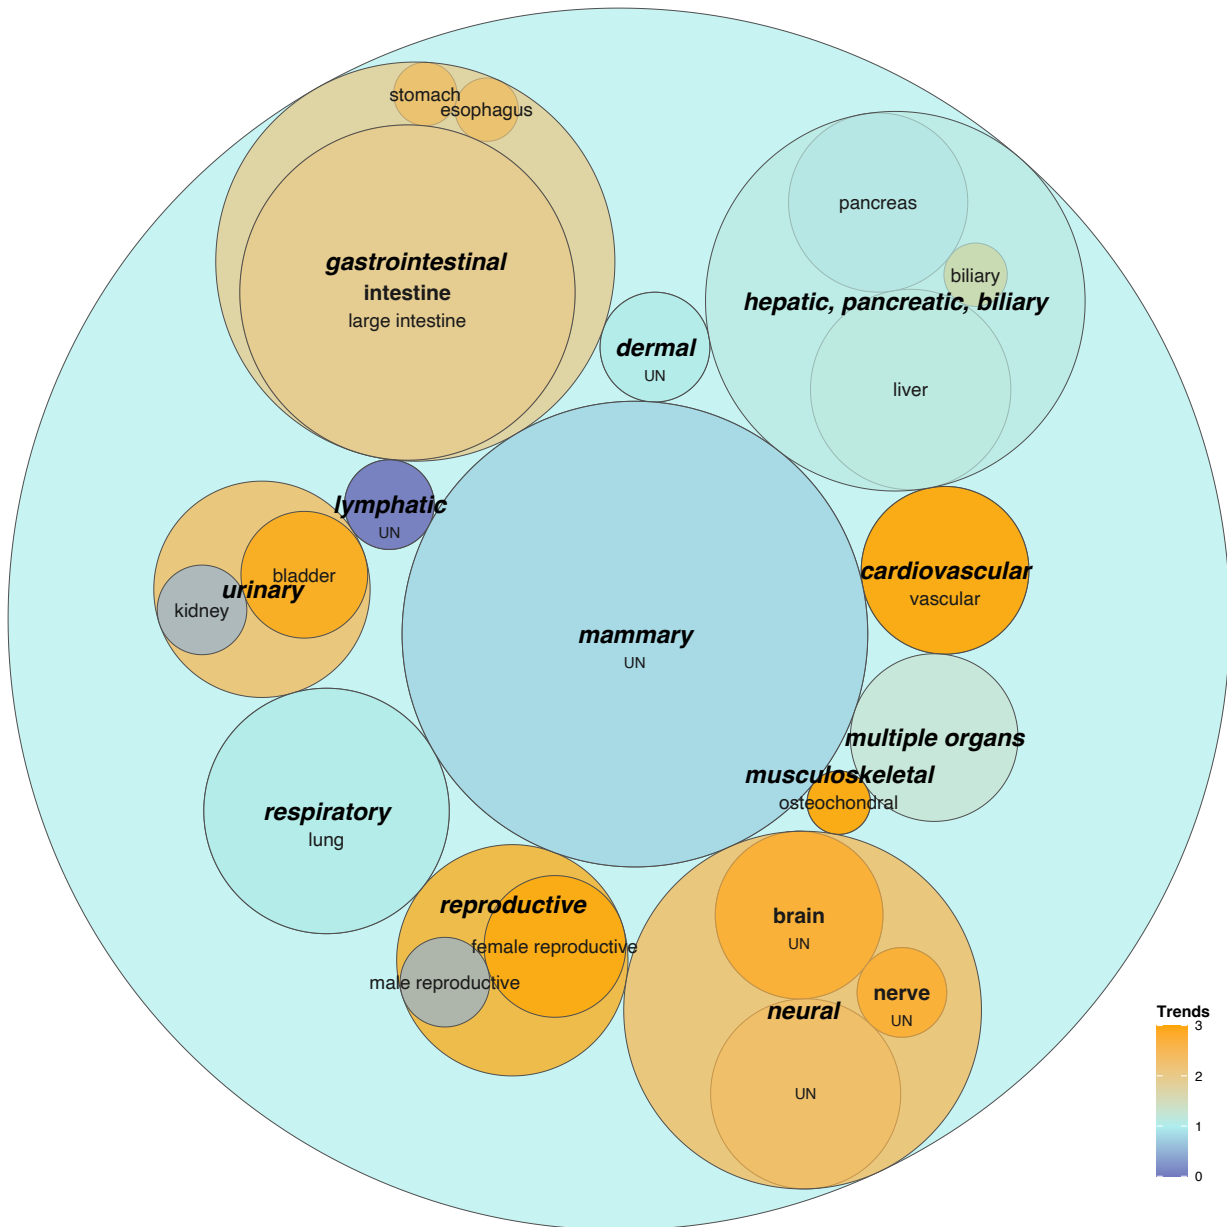 stomach
esophagus
gastrointestinal
intestine
large intestine
pancreas
biliary
hepatic, pancreatic, biliary
liver
dermal
UN
lymphatic
UN
bladder
urinary
kidney
cardiovascular
vascular
mammary
UN
multiple organs
musculoskeletal
osteochondral
respiratory
lung
reproductive
female reproductive
male reproductive
brain
UN
nerve
UN
neural
UN
Trends
3
2
1
0